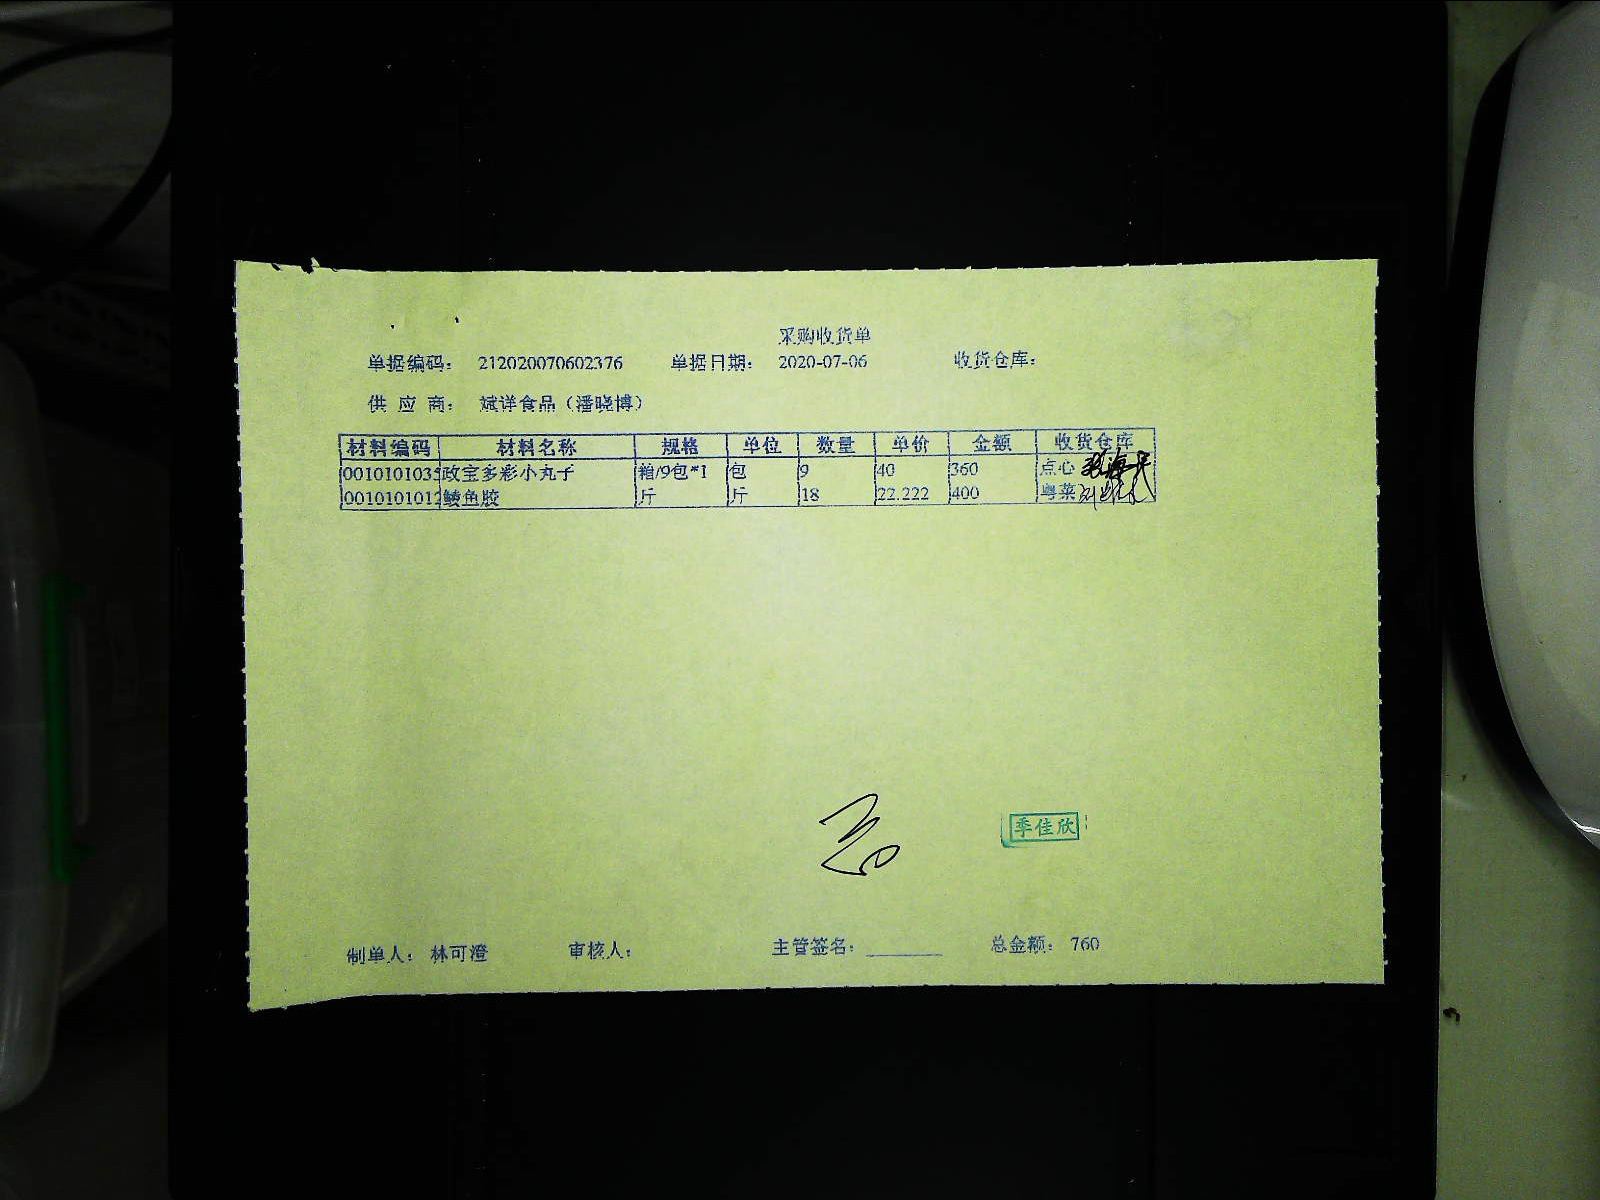 采购收货单
单据编码： 212020070602376 单据日期： 2020-07-06 收货仓库：
供 应 商： 斌洋食品（潘晓博）
材料编码 材料名称 规格 单位 数量 单价 金额 收货仓库
0010101035 政宝多彩小丸子 箱/9包*1 包 9 40 360 点心
0010101012 鲮鱼胶 斤 斤 18 22.222 400 粤菜
季佳欣
制单人： 林可澄 审核人： 主管签名： 总金额： 760